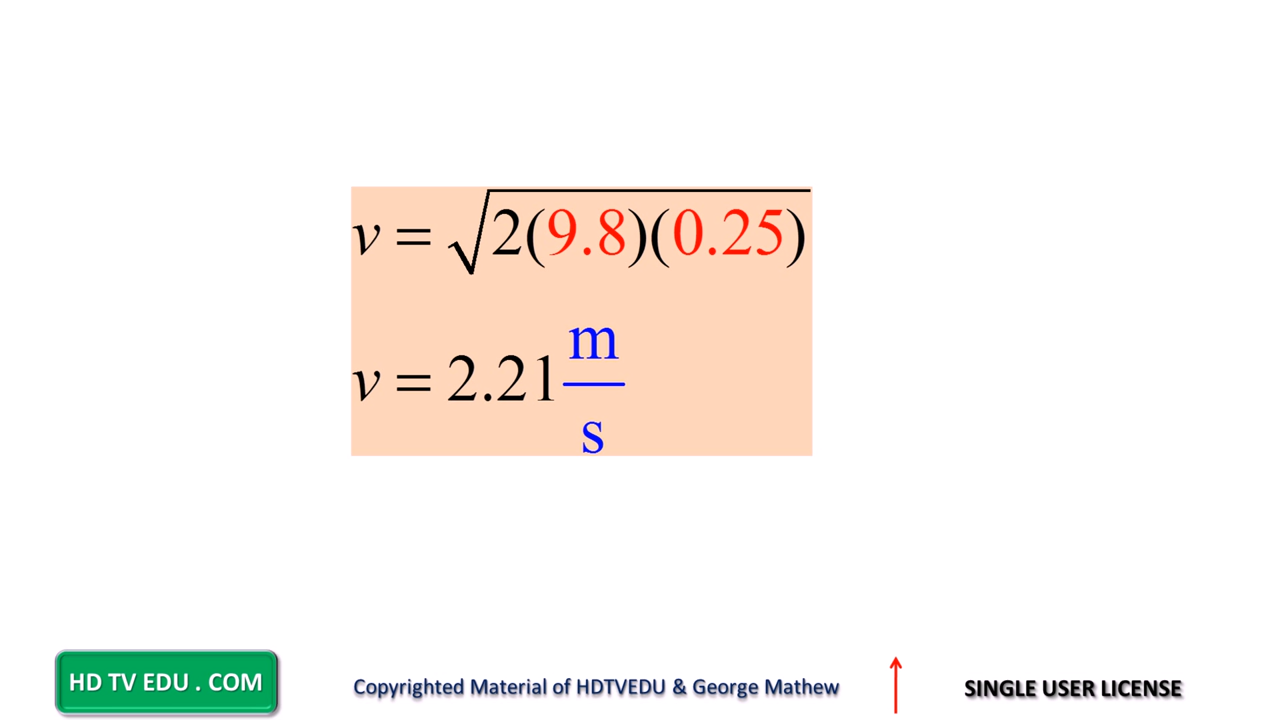 v = √2(9.8)(0.25)
v = 2.21 m/s
HD TV EDU . COM
Copyrighted Material of HDTVEDU & George Mathew
SINGLE USER LICENSE